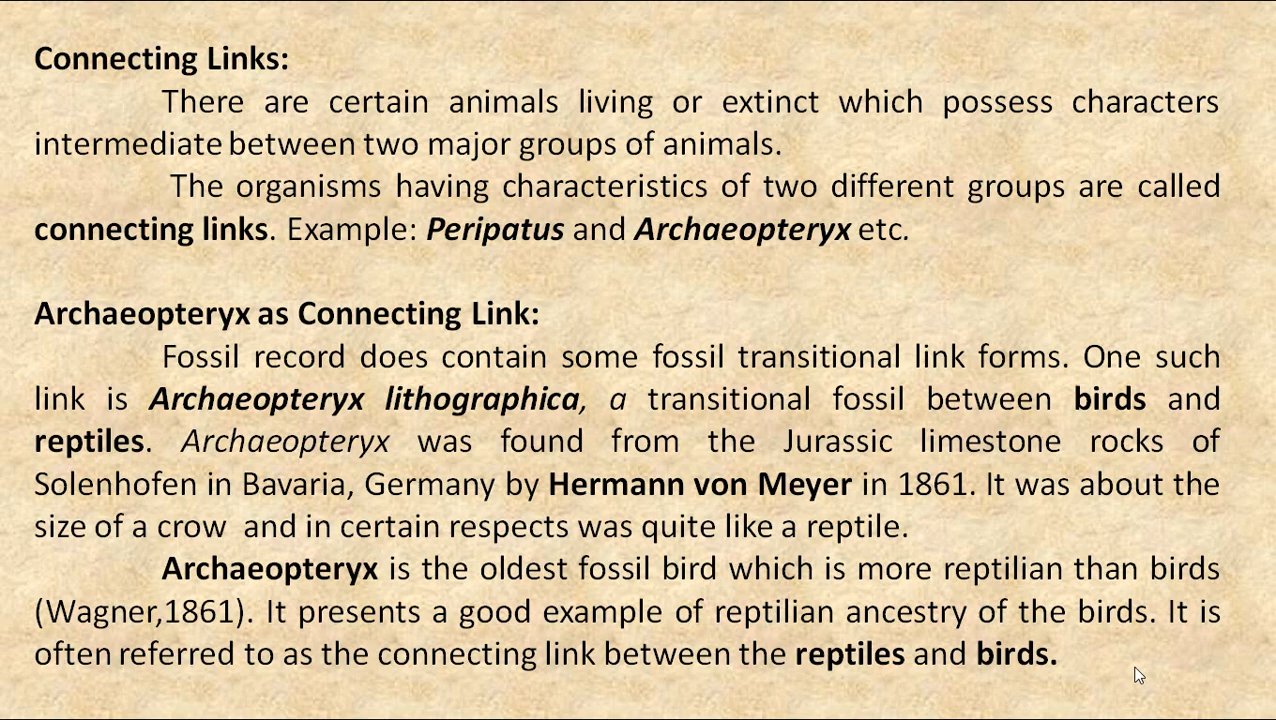 Connecting Links:
There are certain animals living or extinct which possess characters
intermediate between two major groups of animals.
The organisms having characteristics of two different groups are called
connecting links. Example: Peripatus and Archaeopteryx etc.
Archaeopteryx as Connecting Link:
Fossil record does contain some fossil transitional link forms. One such
link is Archaeopteryx lithographica, a transitional fossil between birds and
reptiles. Archaeopteryx was found from the Jurassic limestone rocks of
Solenhofen in Bavaria, Germany by Hermann von Meyer in 1861. It was about the
size of a crow and in certain respects was quite like a reptile.
Archaeopteryx is the oldest fossil bird which is more reptilian than birds
(Wagner,1861). It presents a good example of reptilian ancestry of the birds. It is
often referred to as the connecting link between the reptiles and birds.